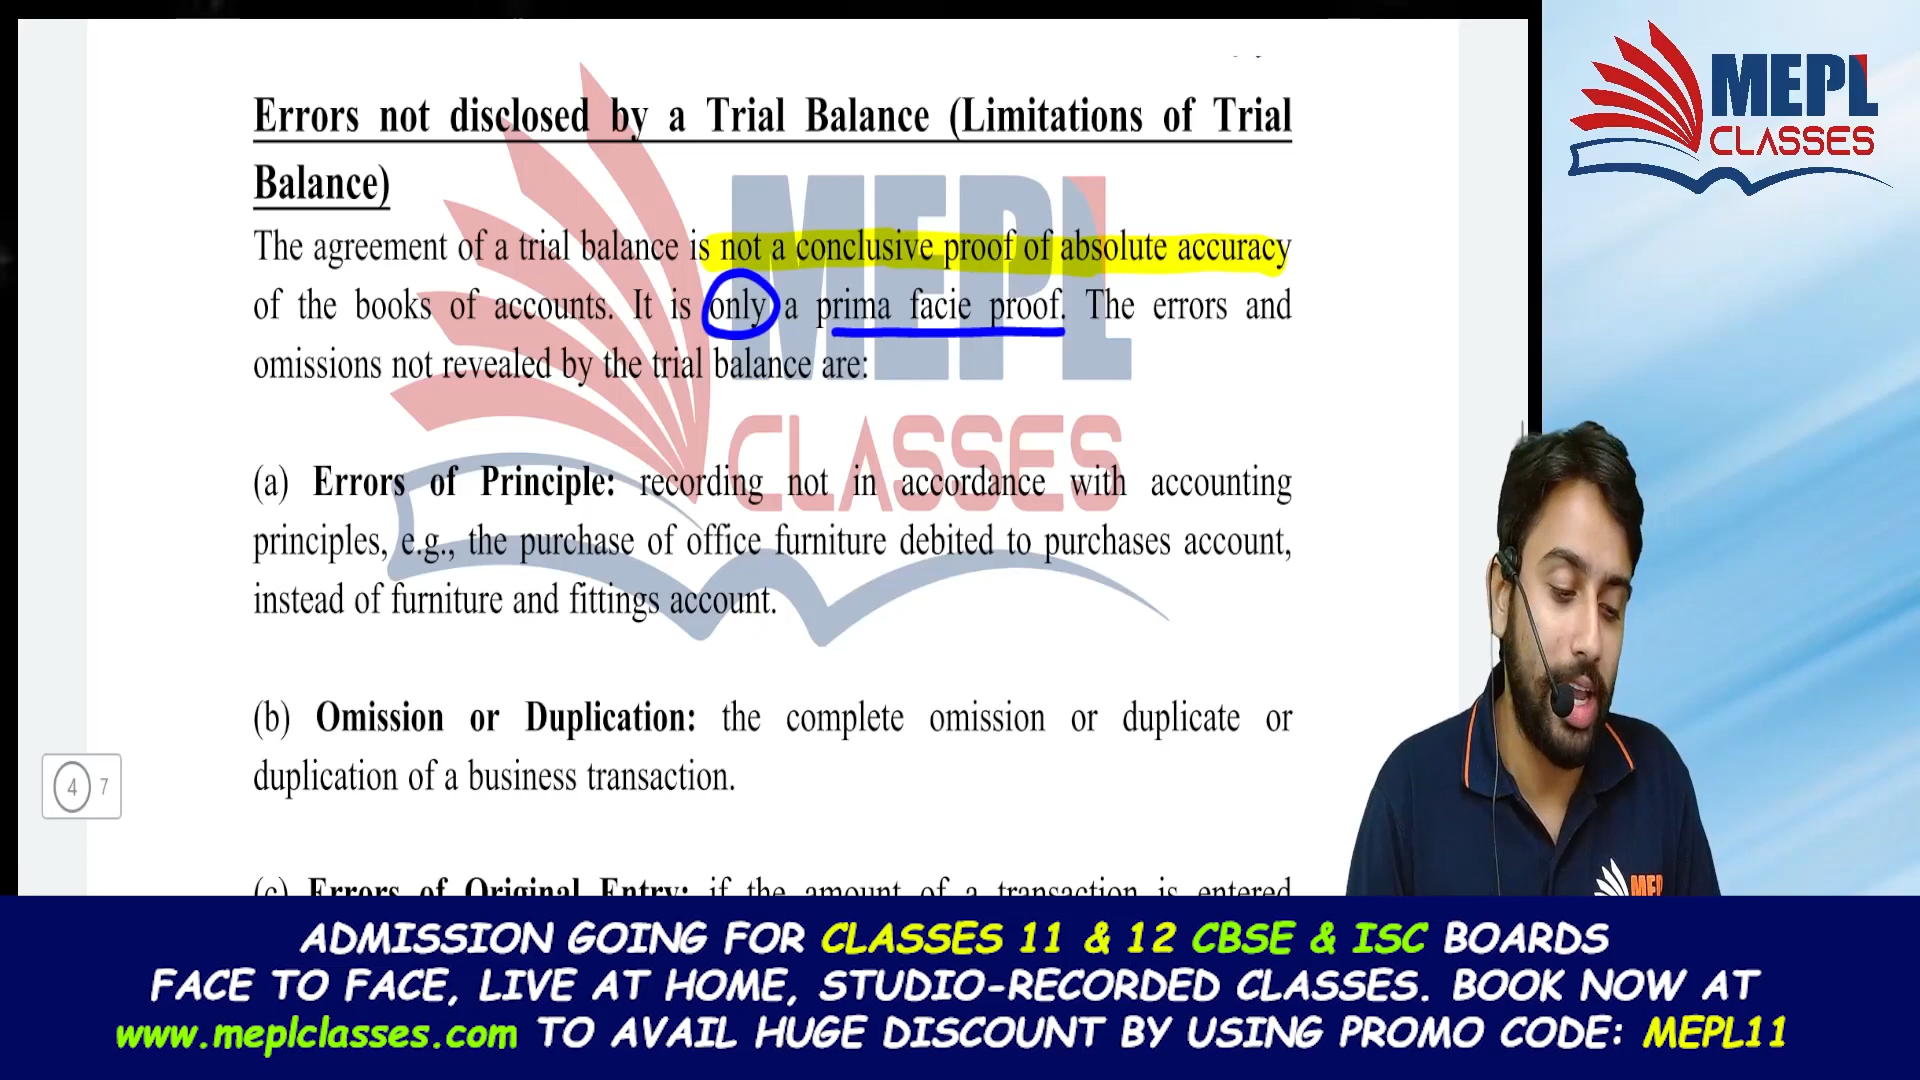 Errors not disclosed by a Trial Balance (Limitations of Trial
Balance)
The agreement of a trial balance is not a conclusive proof of absolute accuracy
of the books of accounts. It is only a prima facie proof. The errors and
omissions not revealed by the trial balance are:
(a) Errors of Principle: recording not in accordance with accounting
principles, e.g., the purchase of office furniture debited to purchases account,
instead of furniture and fittings account.
(b) Omission or Duplication: the complete omission or duplicate or
duplication of a business transaction.
(c) Errors of Original Entry: if the amount of a transaction is entered
MEPL
CLASSES
4 7
MEPL
CLASSES
MEPL
ADMISSION GOING FOR CLASSES 11 & 12 CBSE & ISC BOARDS
FACE TO FACE, LIVE AT HOME, STUDIO-RECORDED CLASSES. BOOK NOW AT
www.meplclasses.com TO AVAIL HUGE DISCOUNT BY USING PROMO CODE: MEPL11